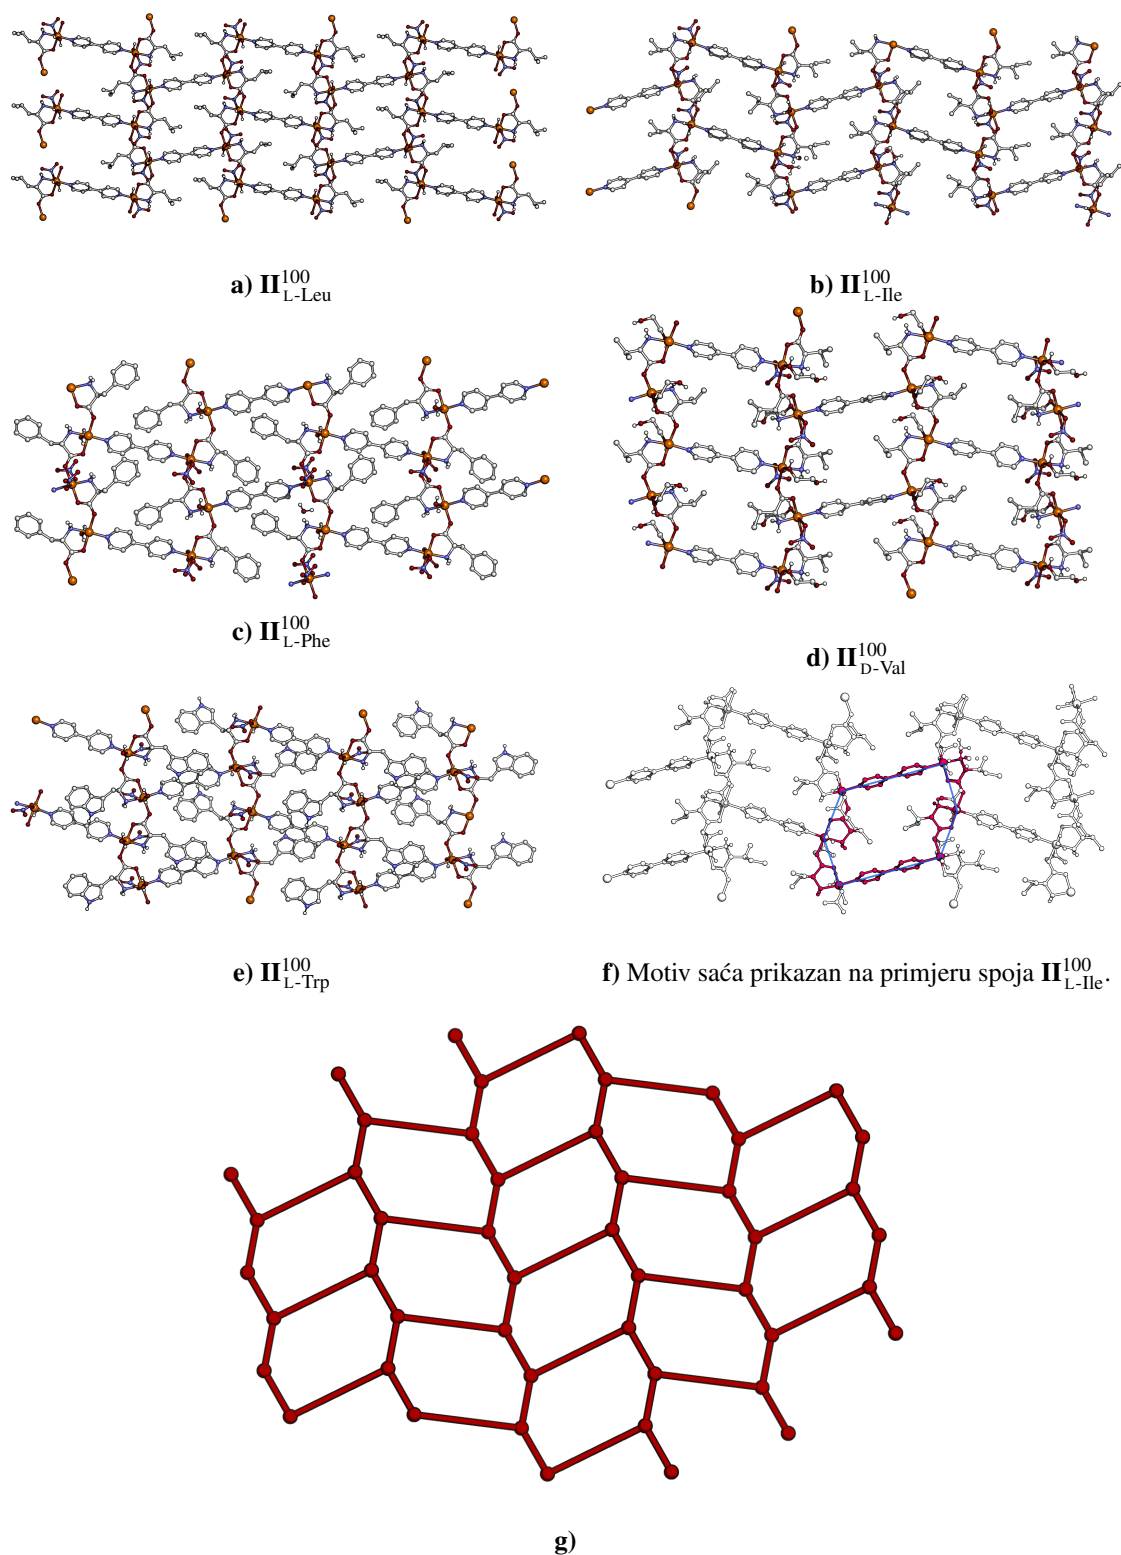 a) II^100_L-Leu
b) II^100_L-Ile
c) II^100_L-Phe
d) II^100_D-Val
e) II^100_L-Trp
f) Motiv saća prikazan na primjeru spoja II^100_L-Ile.
g)